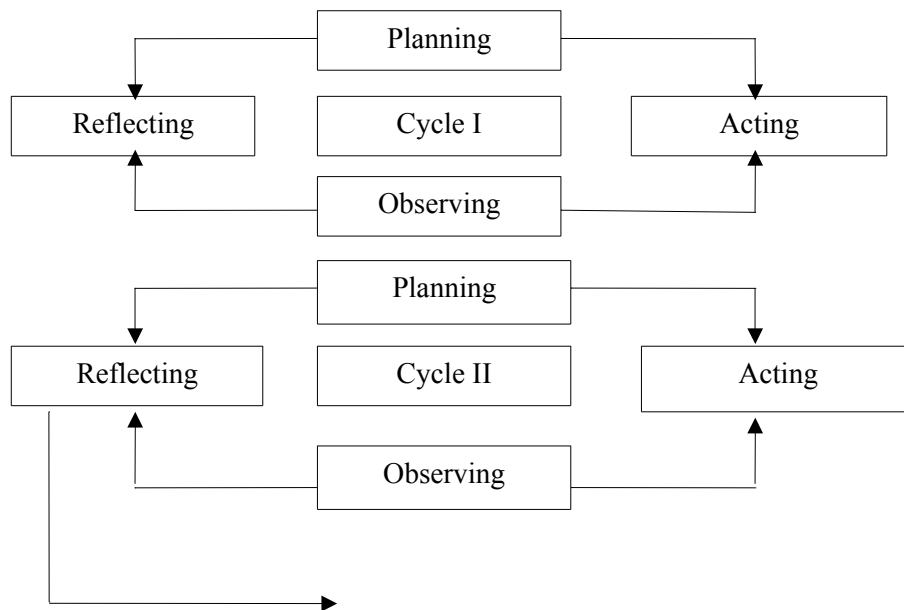 Planning
Reflecting
Cycle I
Acting
Observing
Planning
Reflecting
Cycle II
Acting
Observing